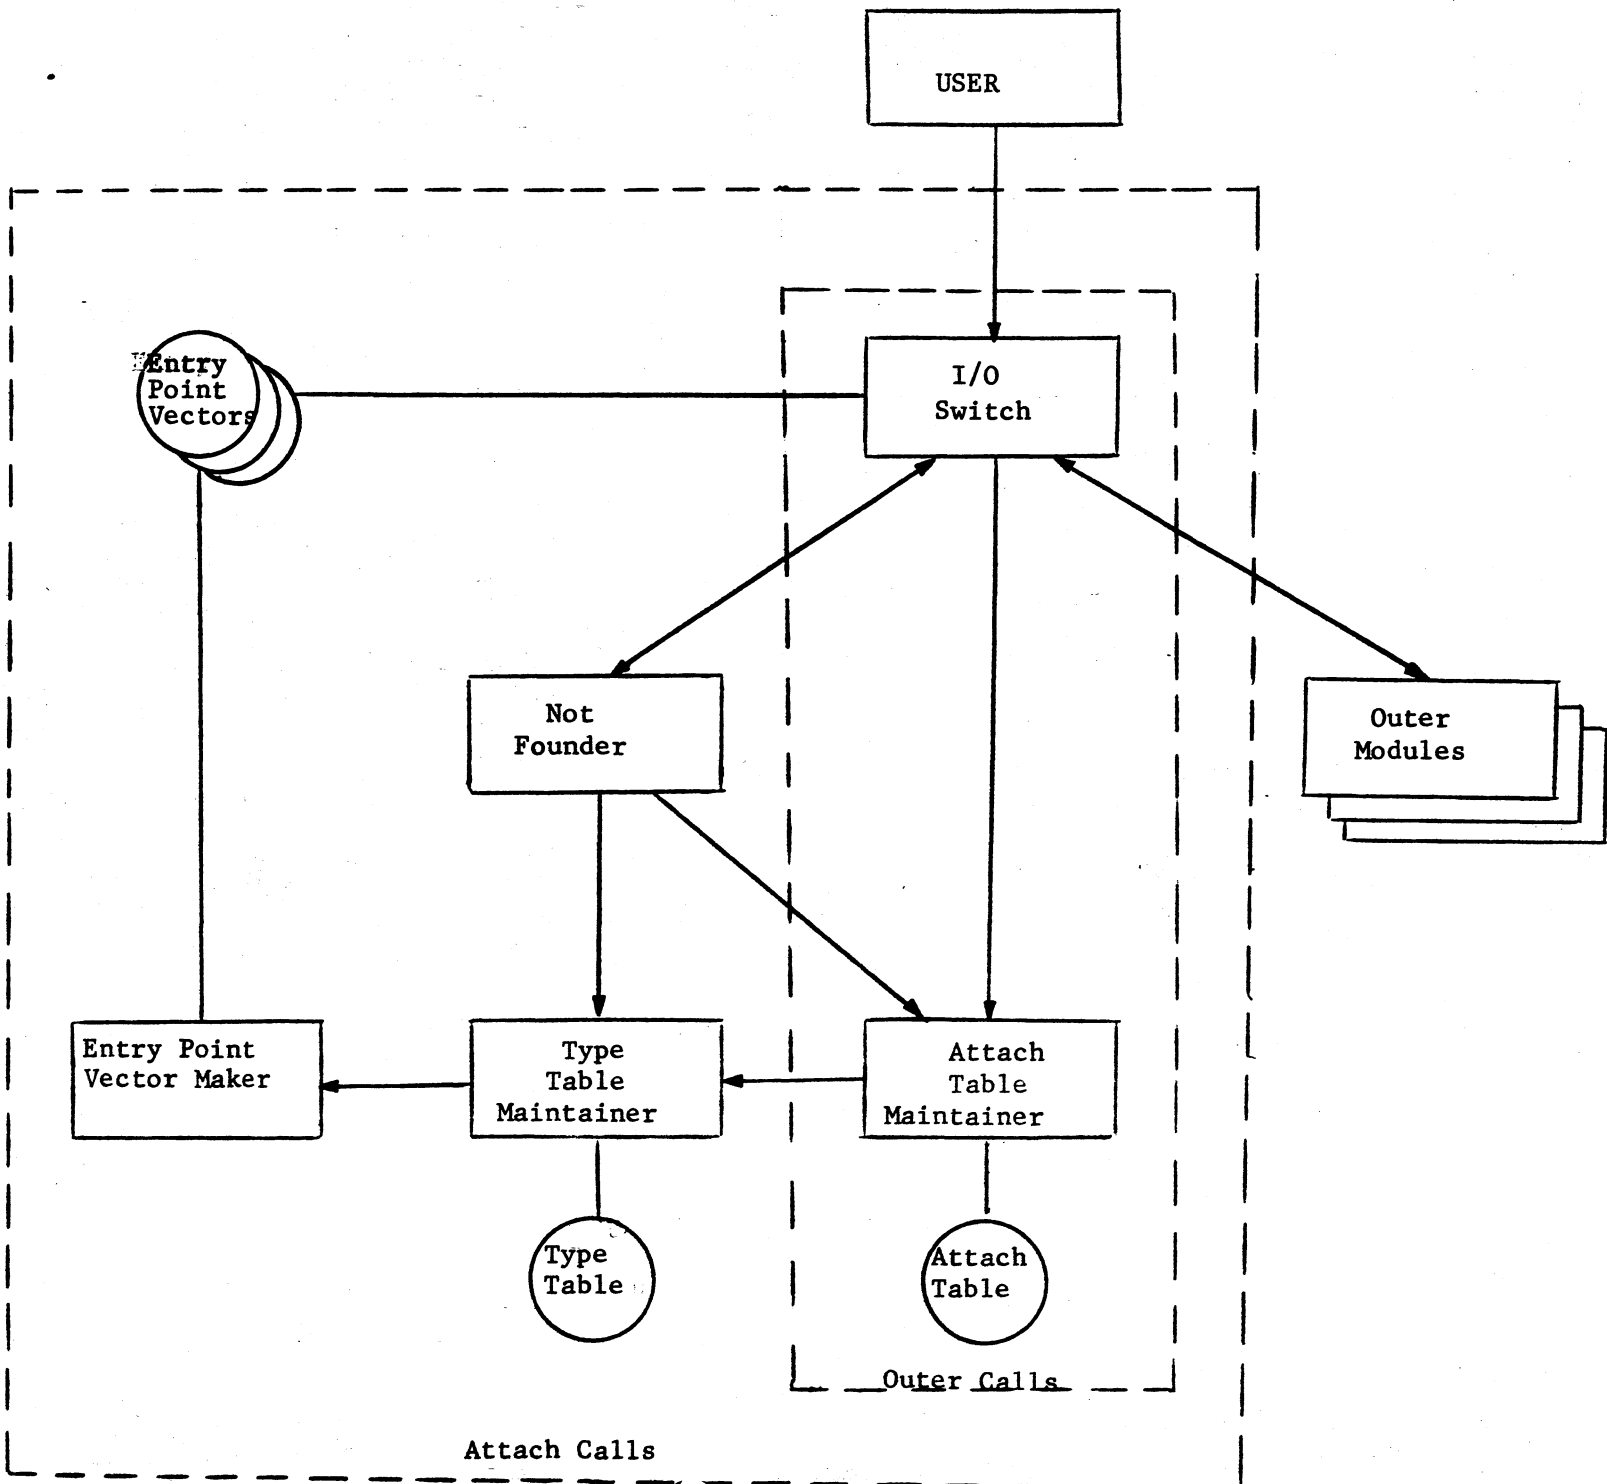 USER
Entry
Point
Vectors
I/O
Switch
Not
Founder
Outer
Modules
Entry Point
Vector Maker
Type
Table
Maintainer
Attach
Table
Maintainer
Type
Table
Attach
Table
Outer Calls
Attach Calls